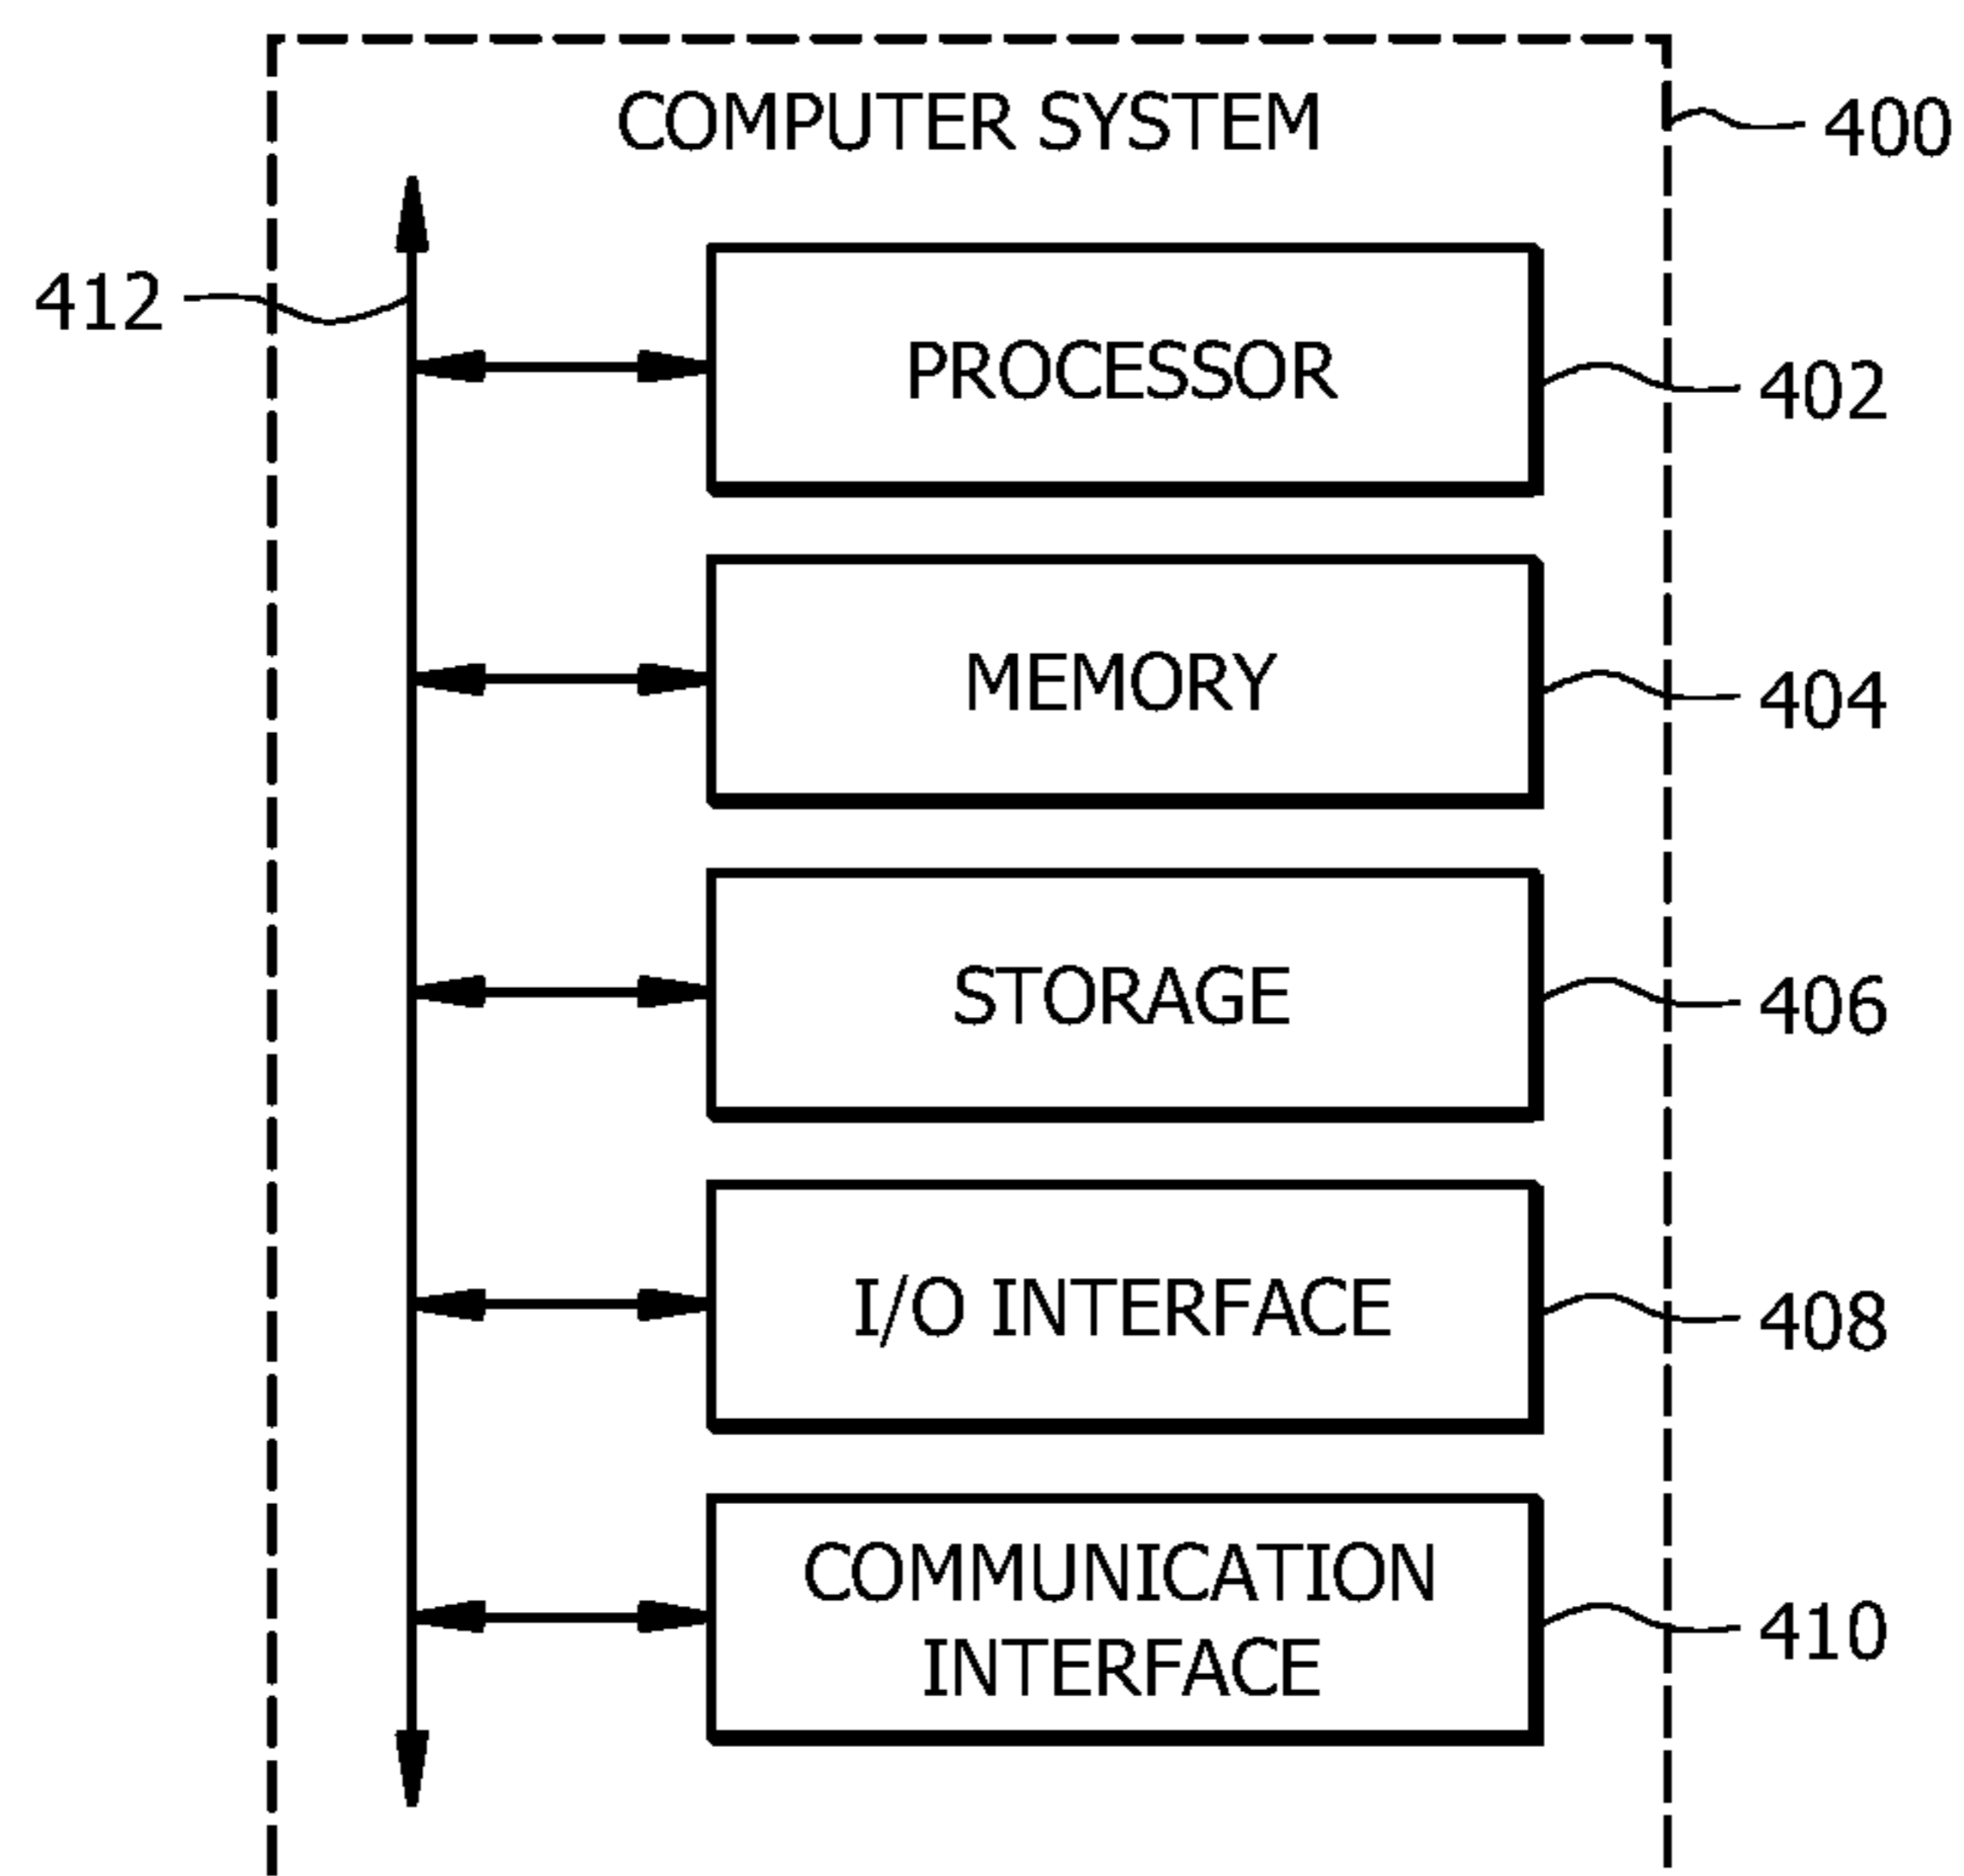 COMPUTER SYSTEM
400
412
PROCESSOR
402
MEMORY
404
STORAGE
406
I/O INTERFACE
408
COMMUNICATION
INTERFACE
410